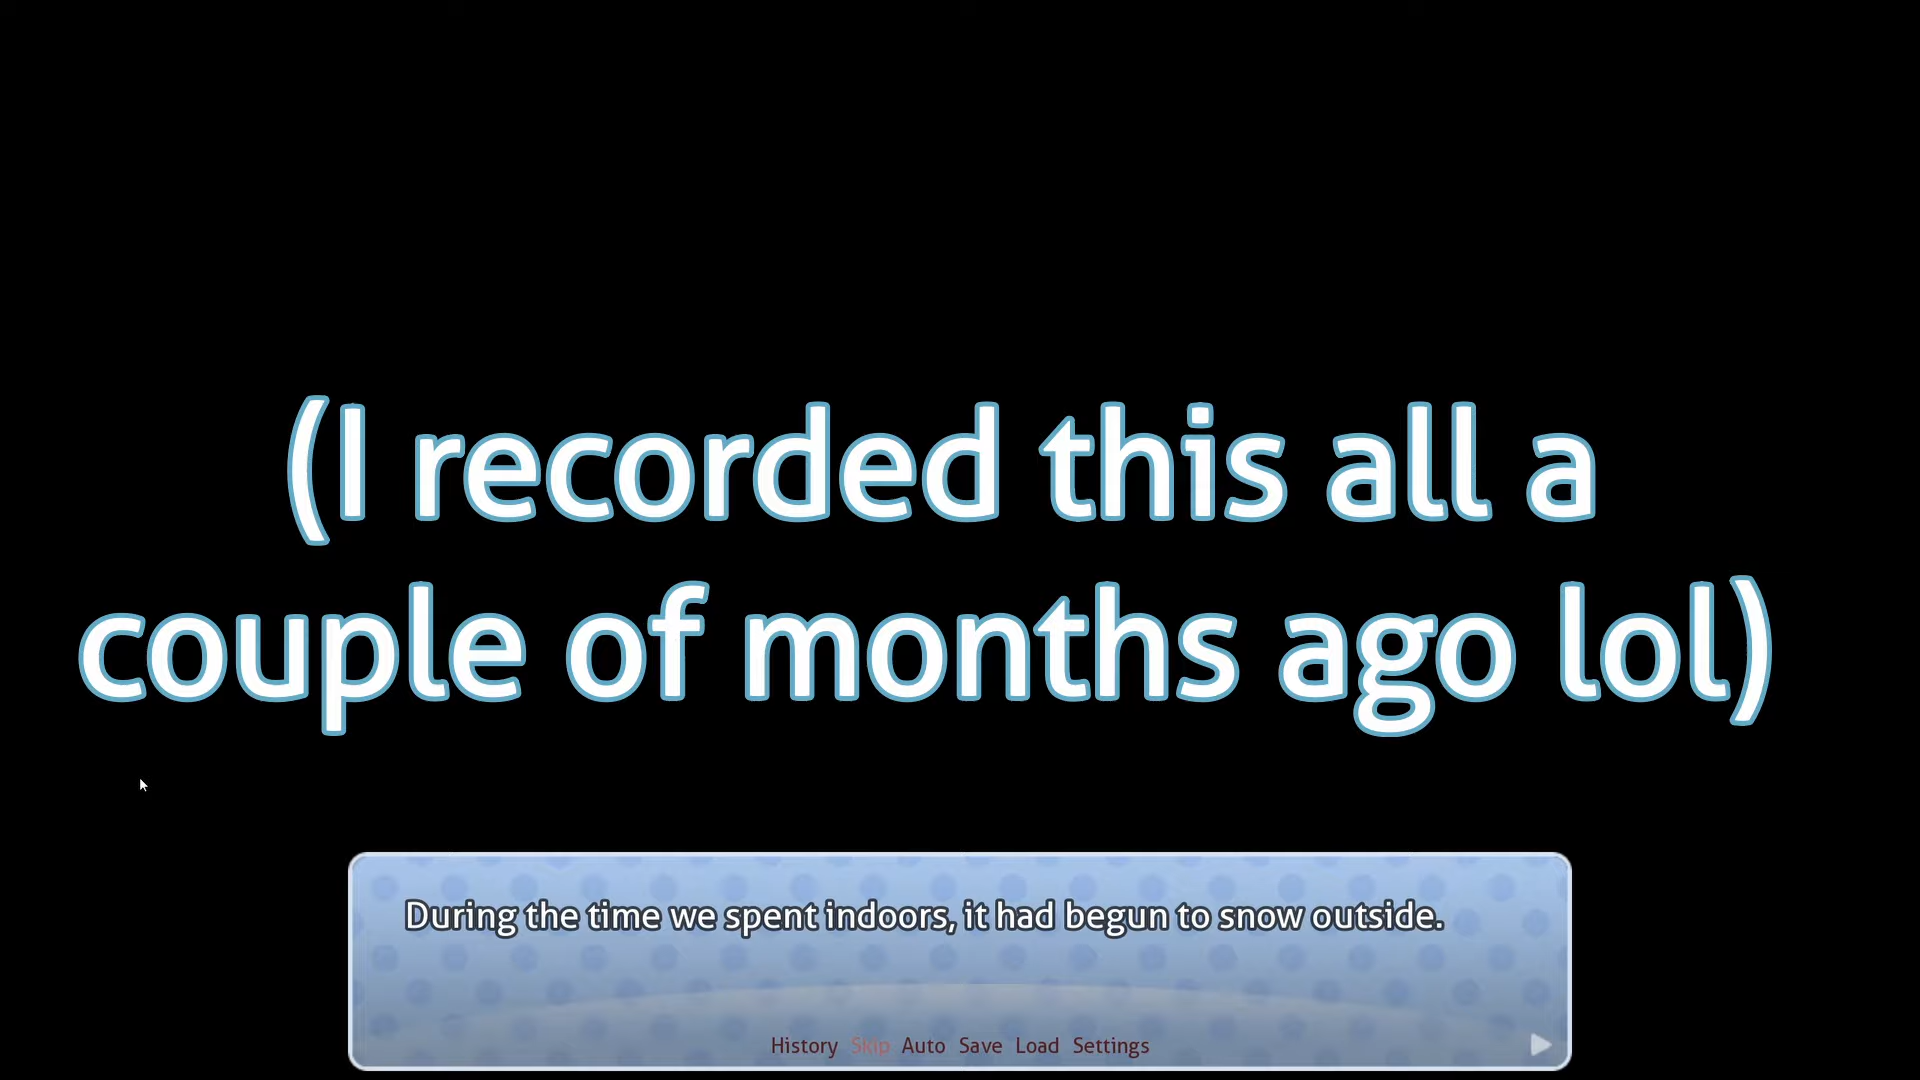 (I recorded this all a
couple of months ago lol)
During the time we spent indoors, it had begun to snow outside.
History Skip Auto Save Load Settings